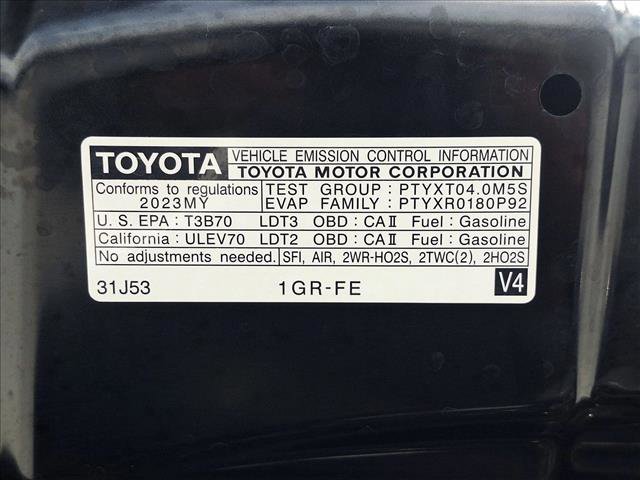 TOYOTA VEHICLE EMISSION CONTROL INFORMATION
TOYOTA MOTOR CORPORATION
Conforms to regulations TEST GROUP : PTYXT04.0M5S
2023MY EVAP FAMILY : PTYXR0180P92
U. S. EPA : T3B70 LDT3 OBD : CAⅡ Fuel : Gasoline
California : ULEV70 LDT2 OBD : CAⅡ Fuel : Gasoline
No adjustments needed. SFI, AIR, 2WR-HO2S, 2TWC(2), 2HO2S
31J53 1GR-FE V4